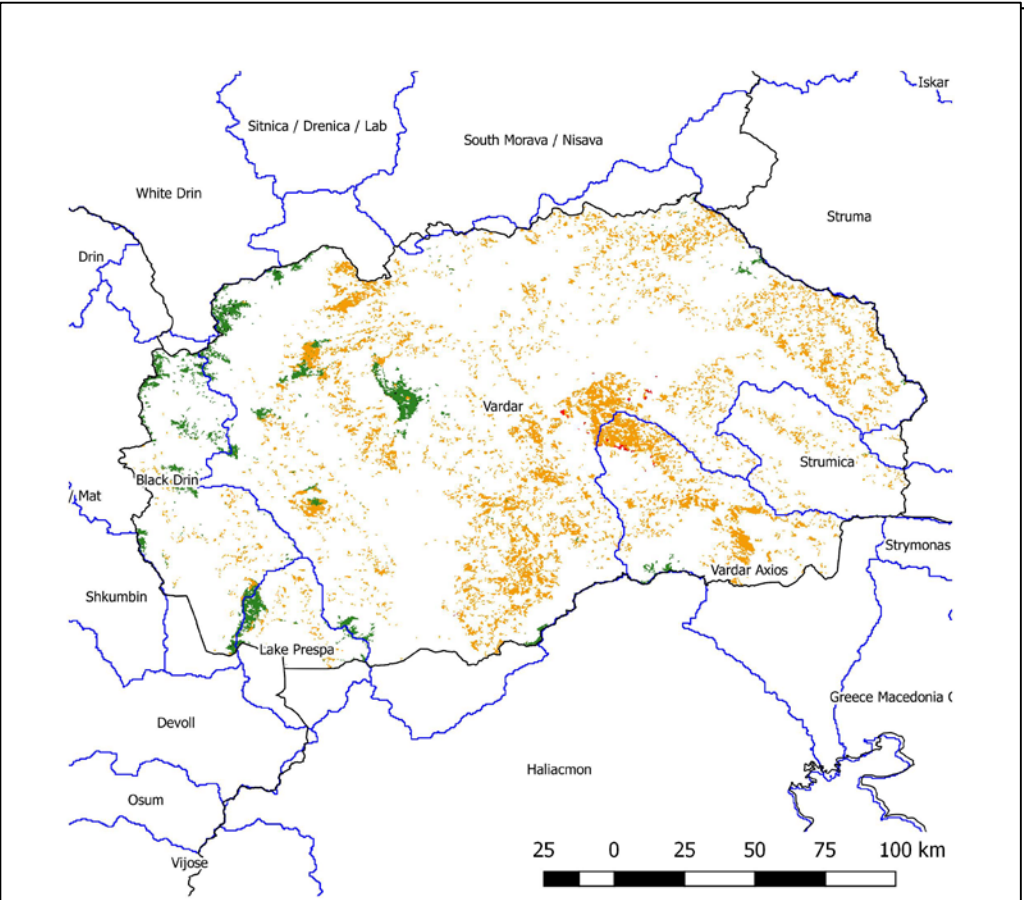 Iskar
Sitnica / Drenica / Lab
South Morava / Nisava
White Drin
Struma
Drin
Vardar
Strumica
Black Drin
/ Mat
Strymonas
Vardar Axios
Shkumbin
Lake Prespa
Greece Macedonia C
Devoll
Haliacmon
Osum
Vijose
25 0 25 50 75 100 km